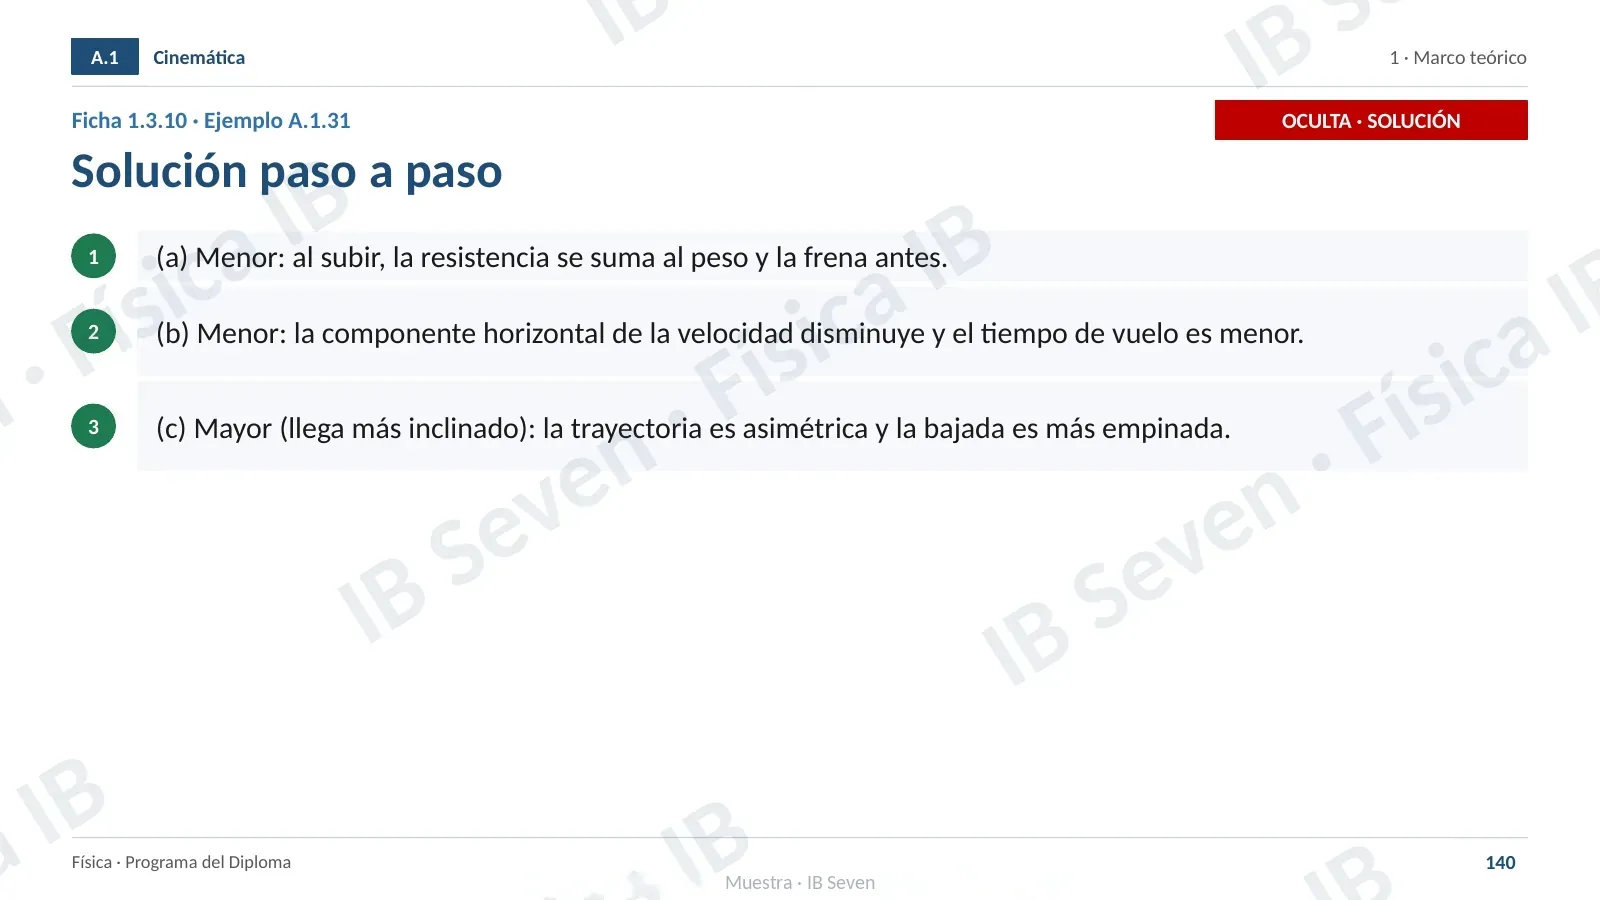 A.1 Cinemática
1 · Marco teórico
Ficha 1.3.10 · Ejemplo A.1.31
OCULTA · SOLUCIÓN
Solución paso a paso
1 (a) Menor: al subir, la resistencia se suma al peso y la frena antes.
2 (b) Menor: la componente horizontal de la velocidad disminuye y el tiempo de vuelo es menor.
3 (c) Mayor (llega más inclinado): la trayectoria es asimétrica y la bajada es más empinada.
IB Seven · Física IB
IB Seven · Física IB
Física · Programa del Diploma
140
Muestra · IB Seven